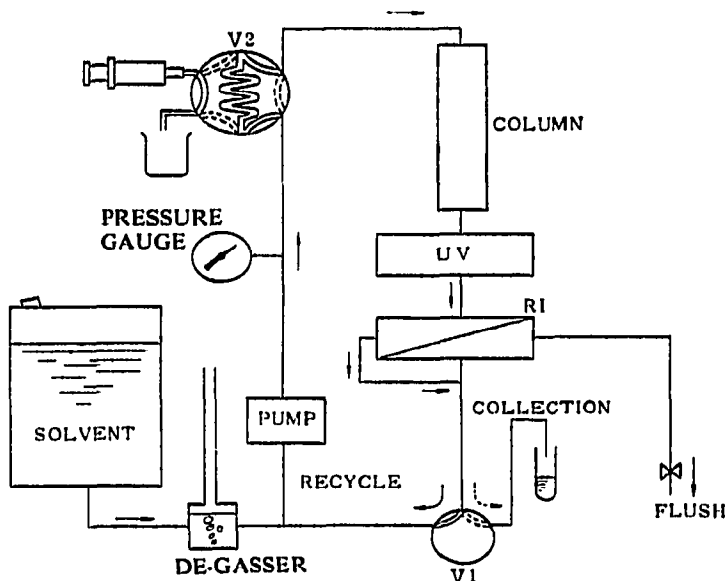 V2
COLUMN
PRESSURE
GAUGE
UV
RI
SOLVENT
PUMP
COLLECTION
RECYCLE
FLUSH
DE-GASSER
V1